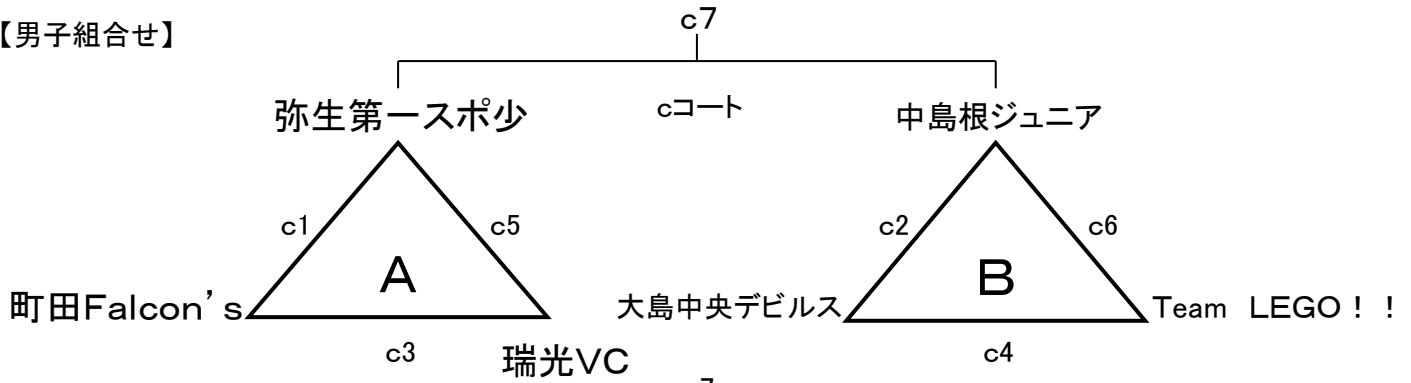 c7
【男子組合せ】
弥生第一スポ少 cコート 中島根ジュニア
c1 c5 c2 c6
A B
町田Falcon's 大島中央デビルス Team LEGO！！
c3 瑞光VC c4